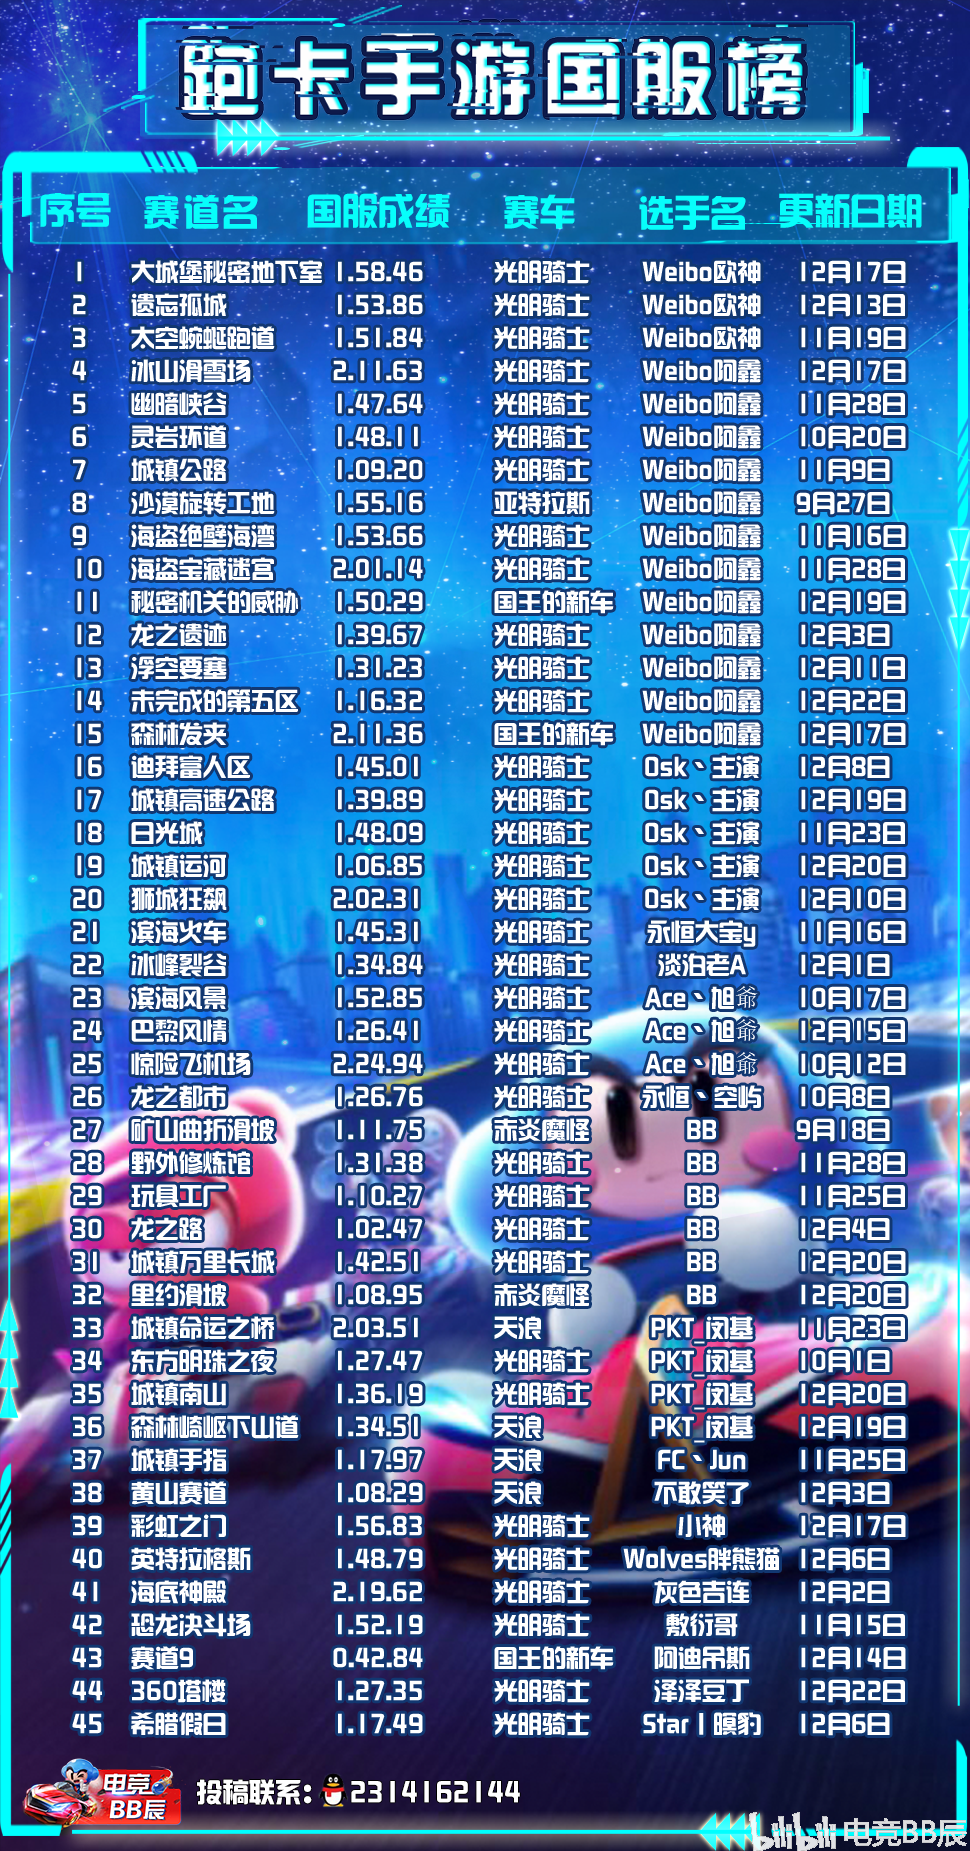 跑卡手游国服榜
序号 赛道名 国服成绩 赛车 选手名 更新日期
1 大城堡秘密地下室 1.58.46 光明骑士 Weibo欧神 12月17日
2 遗忘孤城 1.53.86 光明骑士 Weibo欧神 12月13日
3 太空蜿蜒跑道 1.51.84 光明骑士 Weibo欧神 11月19日
4 冰山滑雪场 2.11.63 光明骑士 Weibo阿鑫 12月17日
5 幽暗峡谷 1.47.64 光明骑士 Weibo阿鑫 11月28日
6 灵岩环道 1.48.11 光明骑士 Weibo阿鑫 10月20日
7 城镇公路 1.09.20 光明骑士 Weibo阿鑫 11月9日
8 沙漠旋转工地 1.55.16 亚特拉斯 Weibo阿鑫 9月27日
9 海盗绝壁海湾 1.53.66 光明骑士 Weibo阿鑫 11月16日
10 海盗宝藏迷宫 2.01.14 光明骑士 Weibo阿鑫 11月28日
11 秘密机关的威胁 1.50.29 国王的新车 Weibo阿鑫 12月19日
12 龙之遗迹 1.39.67 光明骑士 Weibo阿鑫 12月3日
13 浮空要塞 1.31.23 光明骑士 Weibo阿鑫 12月11日
14 未完成的第五区 1.16.32 光明骑士 Weibo阿鑫 12月22日
15 森林发夹 2.11.36 国王的新车 Weibo阿鑫 12月17日
16 迪拜富人区 1.45.01 光明骑士 Osk丶主演 12月8日
17 城镇高速公路 1.39.89 光明骑士 Osk丶主演 12月19日
18 日光城 1.48.09 光明骑士 Osk丶主演 11月23日
19 城镇运河 1.06.85 光明骑士 Osk丶主演 12月20日
20 狮城狂飙 2.02.31 光明骑士 Osk丶主演 12月10日
21 滨海火车 1.45.31 光明骑士 永恒大宝y 11月16日
22 冰峰裂谷 1.34.84 光明骑士 淡泊老A 12月1日
23 滨海风景 1.52.85 光明骑士 Ace丶旭爺 10月17日
24 巴黎风情 1.26.41 光明骑士 Ace丶旭爺 12月15日
25 惊险飞机场 2.24.94 光明骑士 Ace丶旭爺 10月12日
26 龙之都市 1.26.76 光明骑士 永恒丶空屿 10月8日
27 矿山曲折滑坡 1.11.75 赤炎魔怪 BB 9月18日
28 野外修炼馆 1.31.38 光明骑士 BB 11月28日
29 玩具工厂 1.10.27 光明骑士 BB 11月25日
30 龙之路 1.02.47 光明骑士 BB 12月4日
31 城镇万里长城 1.42.51 光明骑士 BB 12月20日
32 里约滑坡 1.08.95 赤炎魔怪 BB 12月20日
33 城镇命运之桥 2.03.51 天浪 PKT_闵基 11月23日
34 东方明珠之夜 1.27.47 光明骑士 PKT_闵基 10月1日
35 城镇南山 1.36.19 光明骑士 PKT_闵基 12月20日
36 森林崎岖下山道 1.34.51 天浪 PKT_闵基 12月19日
37 城镇手指 1.17.97 天浪 FC丶Jun 11月25日
38 黄山赛道 1.08.29 天浪 不敢笑了 12月3日
39 彩虹之门 1.56.83 光明骑士 小神 12月17日
40 英特拉格斯 1.48.79 光明骑士 Wolves胖熊猫 12月6日
41 海底神殿 2.19.62 光明骑士 灰色吉连 12月2日
42 恐龙决斗场 1.52.19 光明骑士 敷衍哥 11月15日
43 赛道9 0.42.84 国王的新车 阿迪吊斯 12月14日
44 360塔楼 1.27.35 光明骑士 泽泽豆丁 12月22日
45 希腊假日 1.17.49 光明骑士 Star丨暝豹 12月6日
电竞BB辰
投稿联系:2314162144
bilibili 电竞BB辰